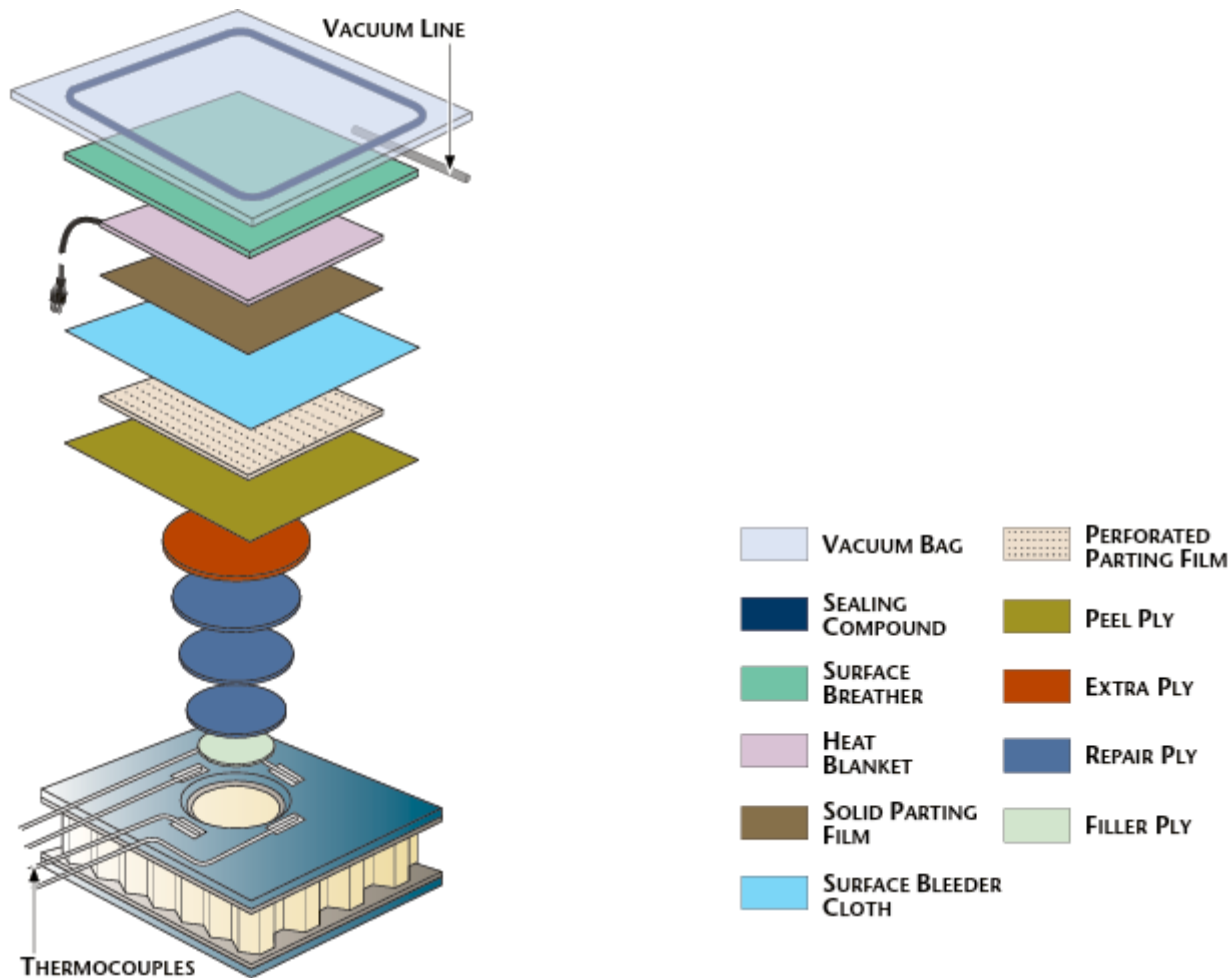 VACUUM LINE
VACUUM BAG
SEALING
COMPOUND
SURFACE
BREATHER
HEAT
BLANKET
SOLID PARTING
FILM
SURFACE BLEEDER
CLOTH
PERFORATED
PARTING FILM
PEEL PLY
EXTRA PLY
REPAIR PLY
FILLER PLY
THERMOCOUPLES